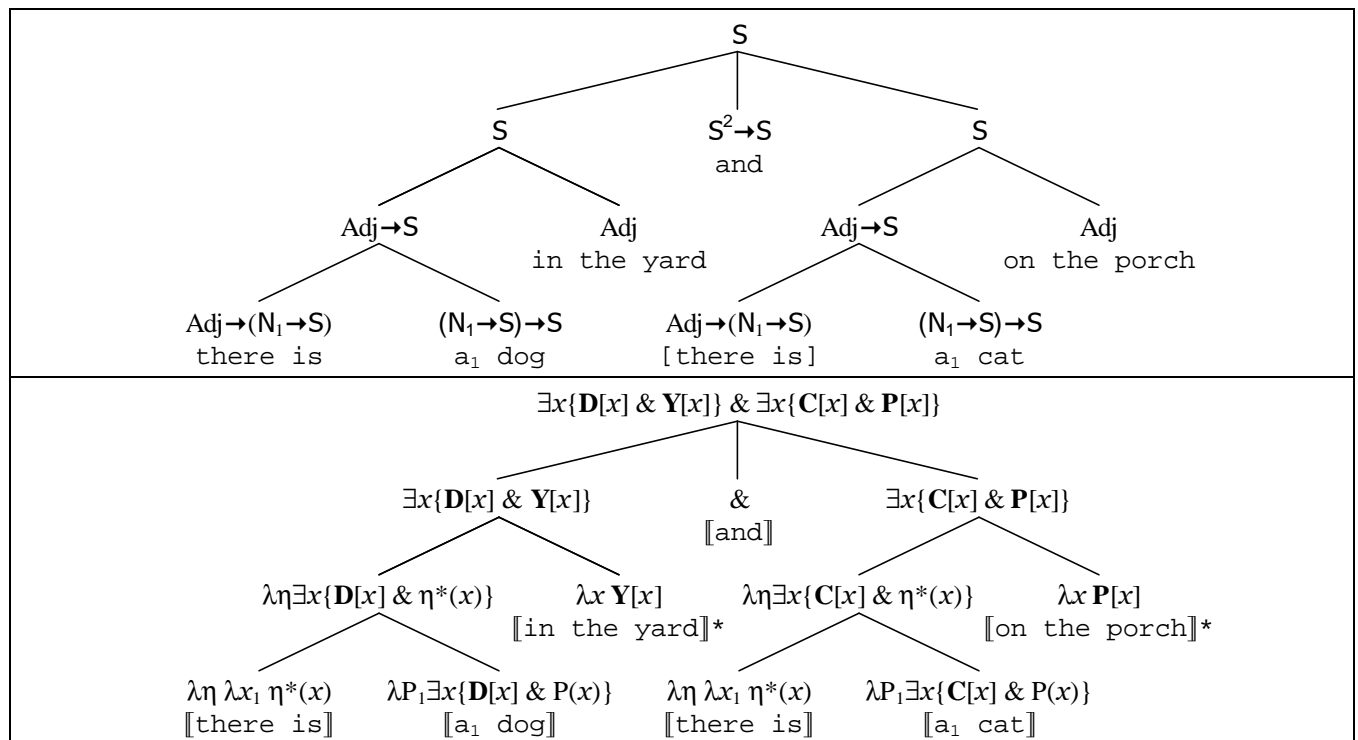 S
S S²→S S
and
Adj→S Adj Adj→S Adj
in the yard on the porch
Adj→(N₁→S) (N₁→S)→S Adj→(N₁→S) (N₁→S)→S
there is a₁ dog [there is] a₁ cat
∃x{D[x] & Y[x]} & ∃x{C[x] & P[x]}
∃x{D[x] & Y[x]} & ∃x{C[x] & P[x]}
⟦and⟧
λη∃x{D[x] & η*(x)} λx Y[x] λη∃x{C[x] & η*(x)} λx P[x]
⟦in the yard⟧* ⟦on the porch⟧*
λη λx₁ η*(x) λP₁∃x{D[x] & P(x)} λη λx₁ η*(x) λP₁∃x{C[x] & P(x)}
⟦there is⟧ ⟦a₁ dog⟧ ⟦there is⟧ ⟦a₁ cat⟧